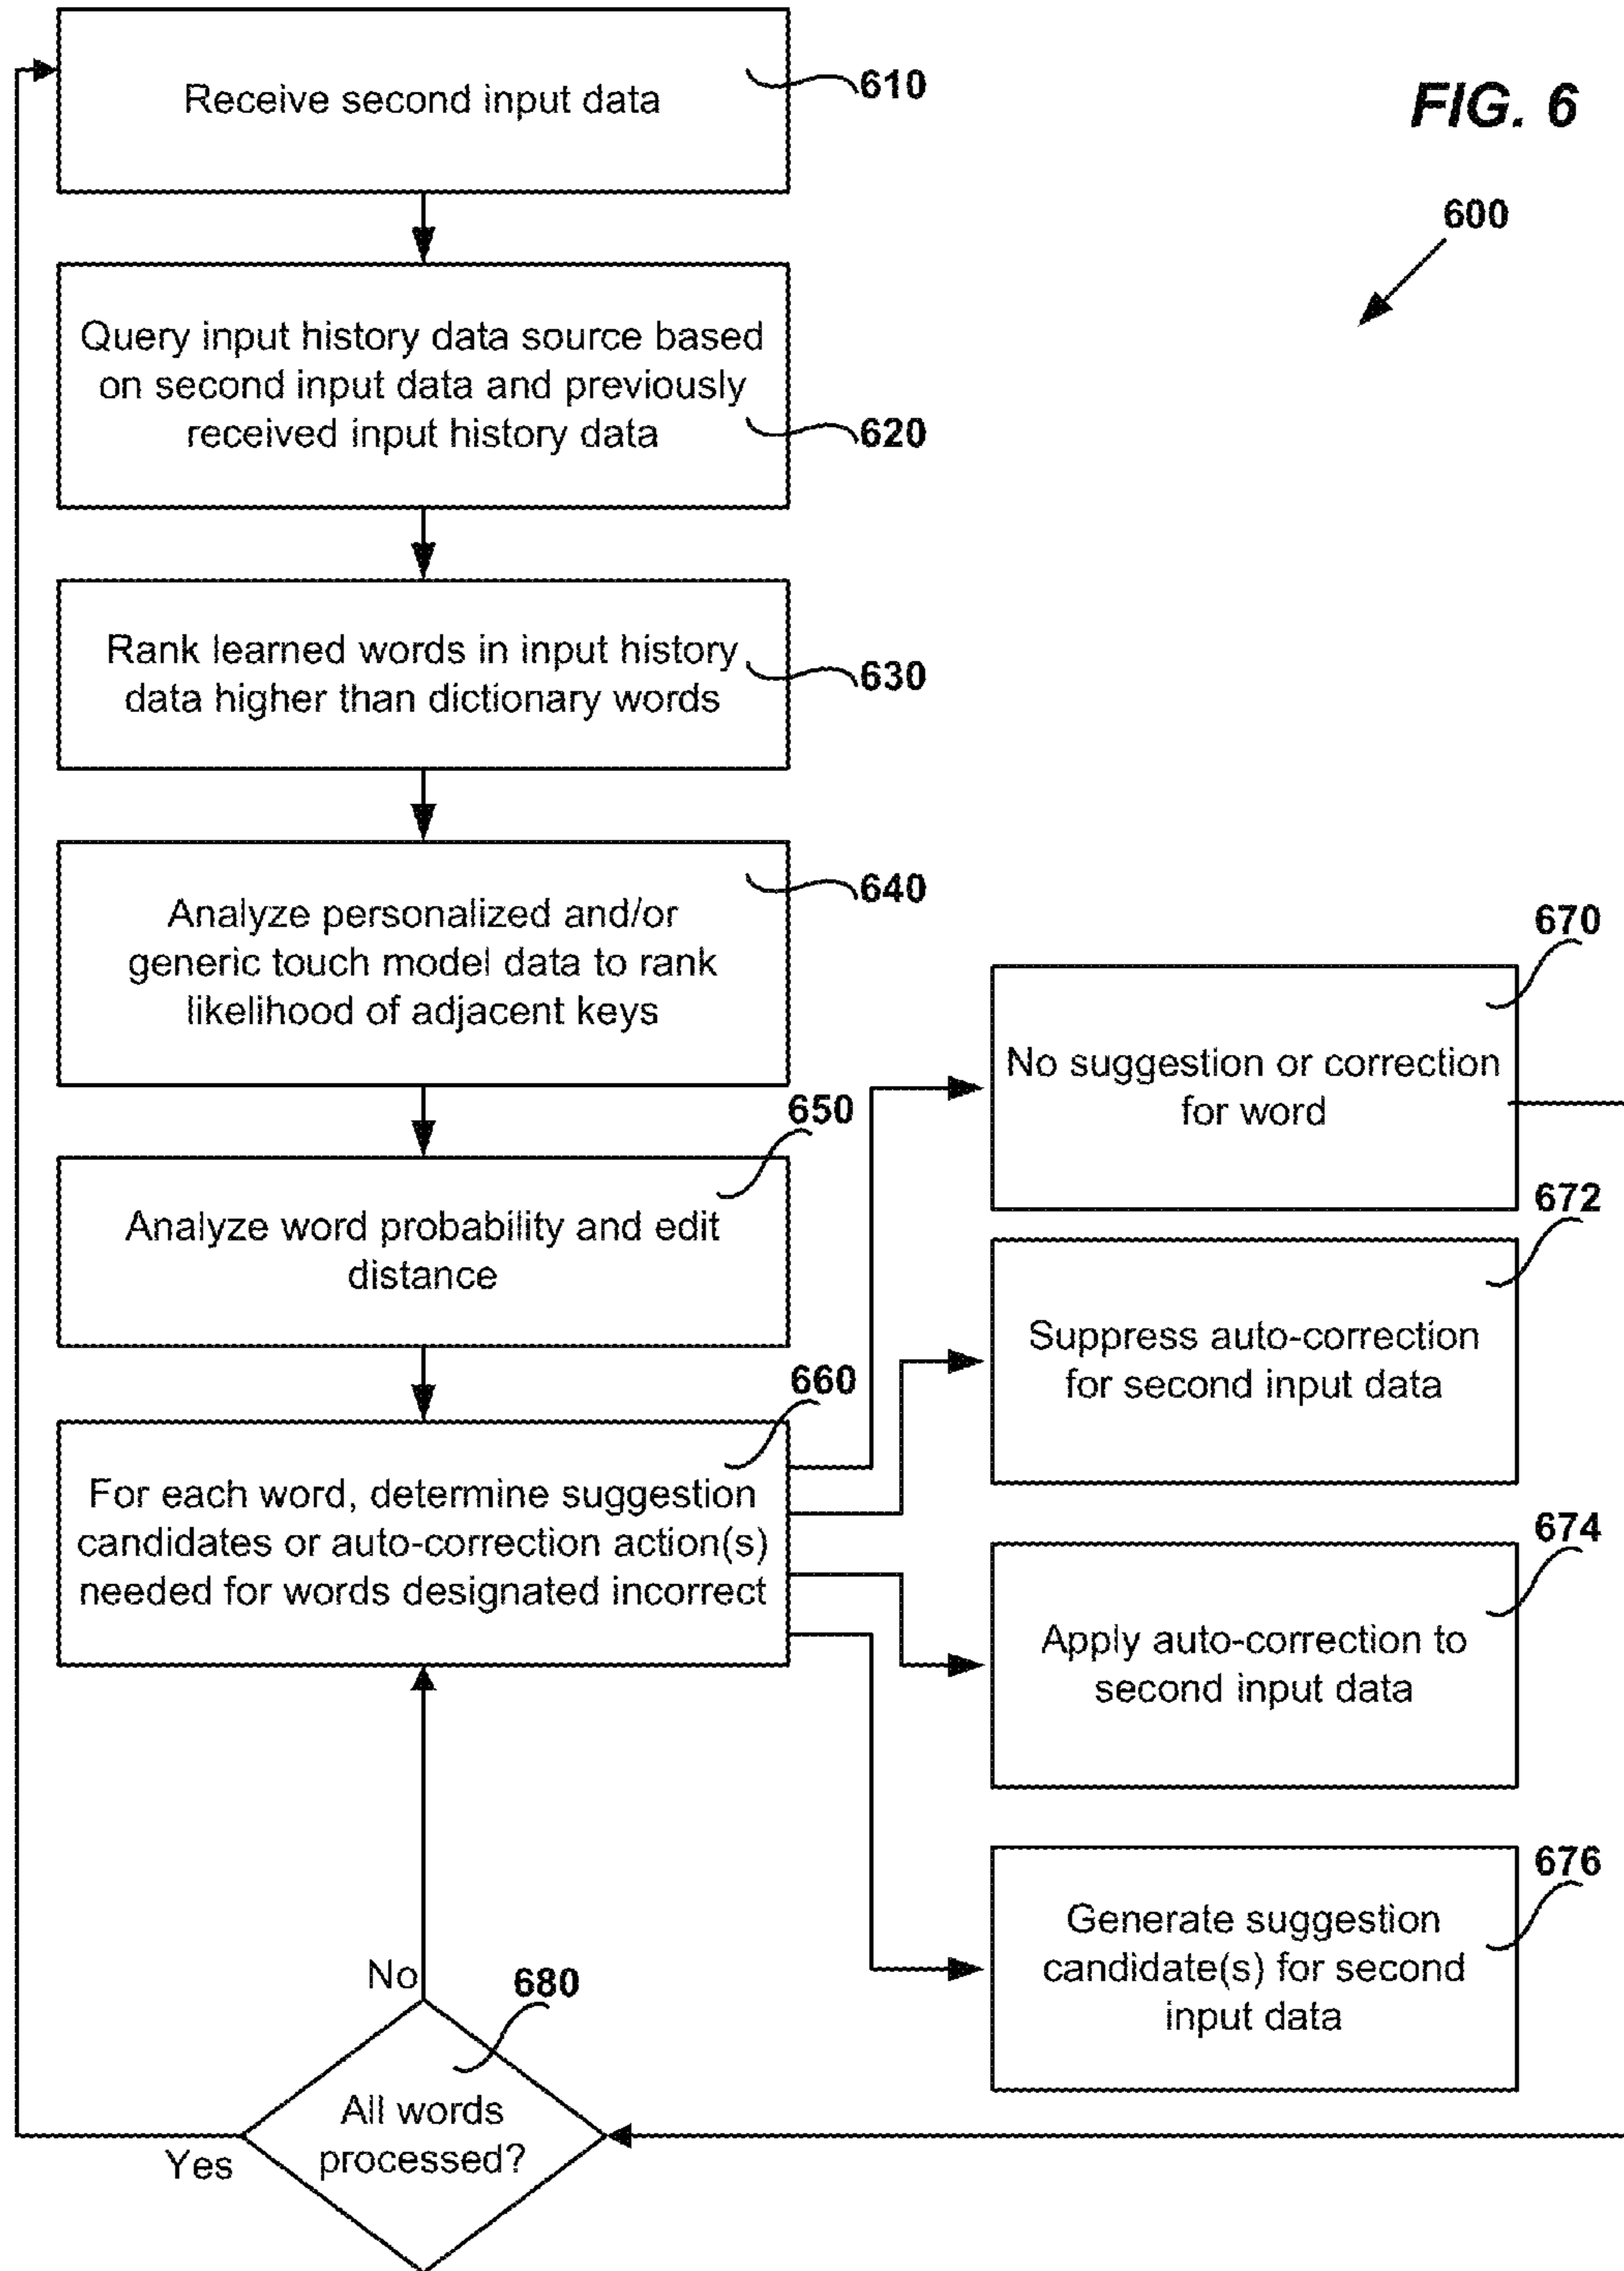 FIG. 6
600
Receive second input data
610
Query input history data source based
on second input data and previously
received input history data
620
Rank learned words in input history
data higher than dictionary words
630
Analyze personalized and/or
generic touch model data to rank
likelihood of adjacent keys
640
Analyze word probability and edit
distance
650
For each word, determine suggestion
candidates or auto-correction action(s)
needed for words designated incorrect
660
No suggestion or correction
for word
670
Suppress auto-correction
for second input data
672
Apply auto-correction to
second input data
674
Generate suggestion
candidate(s) for second
input data
676
No
680
All words
processed?
Yes